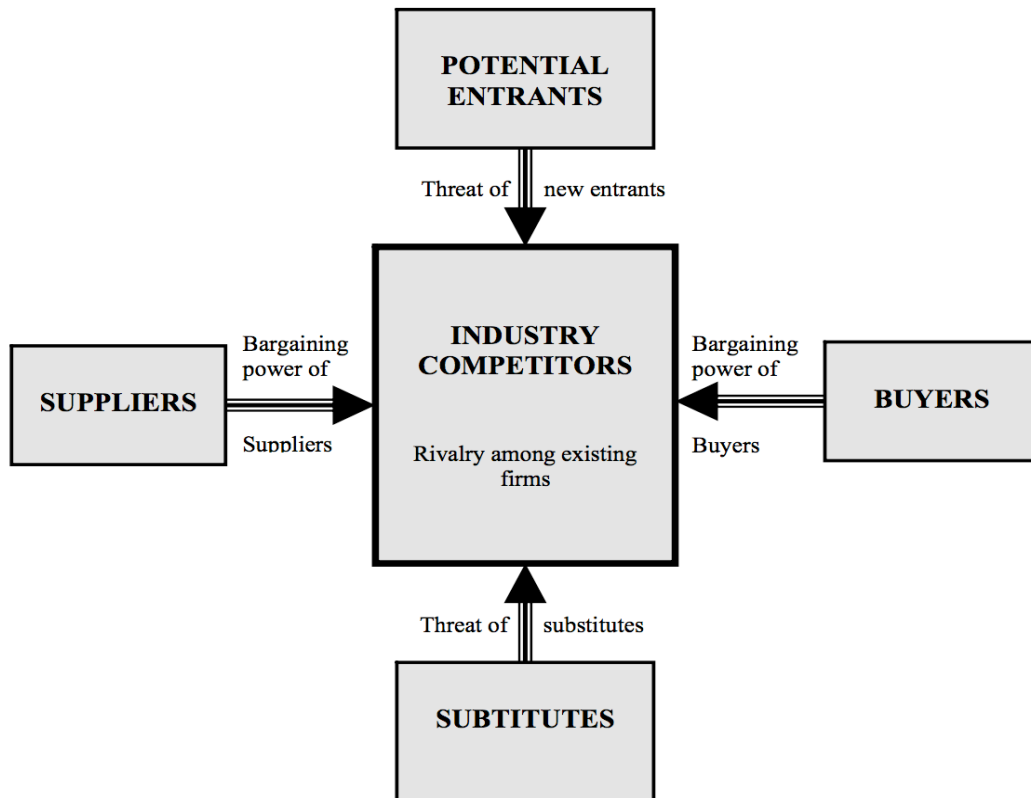 POTENTIAL
ENTRANTS
Threat of new entrants
INDUSTRY
COMPETITORS
Rivalry among existing
firms
Bargaining
power of
Suppliers
SUPPLIERS
Bargaining
power of
Buyers
BUYERS
Threat of substitutes
SUBTITUTES